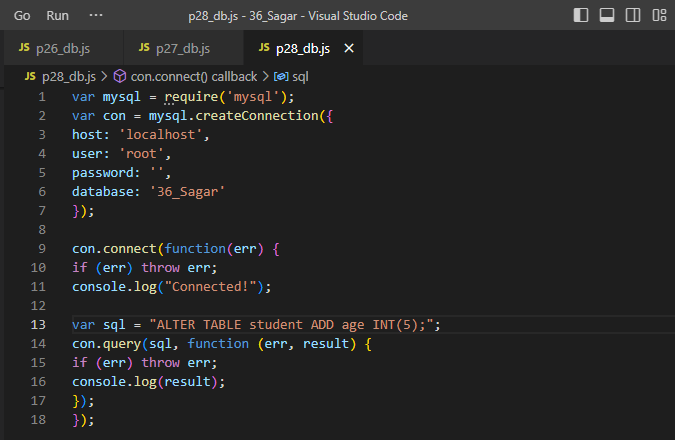 Go Run ··· p28_db.js - 36_Sagar - Visual Studio Code
JS p26_db.js JS p27_db.js JS p28_db.js ×
JS p28_db.js > con.connect() callback > sql
1 var mysql = require('mysql');
2 var con = mysql.createConnection({
3 host: 'localhost',
4 user: 'root',
5 password: '',
6 database: '36_Sagar'
7 });
8
9 con.connect(function(err) {
10 if (err) throw err;
11 console.log("Connected!");
12
13 var sql = "ALTER TABLE student ADD age INT(5);";
14 con.query(sql, function (err, result) {
15 if (err) throw err;
16 console.log(result);
17 });
18 });